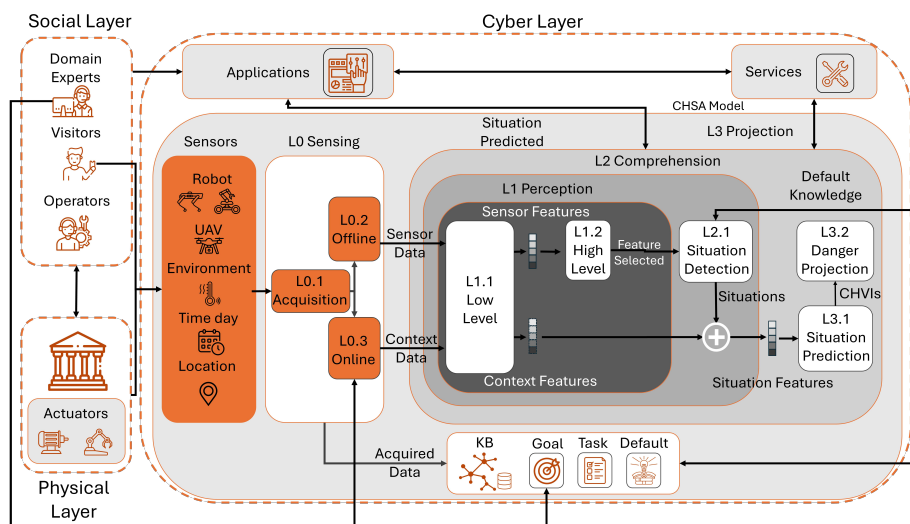 Social Layer
Cyber Layer
Domain
Experts
Visitors
Operators
Actuators
Physical
Layer
Applications
Services
CHSA Model
Sensors
L0 Sensing
Situation
Predicted
L3 Projection
L2 Comprehension
L1 Perception
Default
Knowledge
Robot
UAV
Environment
Time day
Location
L0.1
Acquisition
L0.2
Offline
L0.3
Online
Sensor
Data
Context
Data
Sensor Features
L1.1
Low
Level
L1.2
High
Level
Feature
Selected
Context Features
L2.1
Situation
Detection
Situations
Situation Features
L3.2
Danger
Projection
CHVIs
L3.1
Situation
Prediction
Acquired
Data
KB
Goal
Task
Default